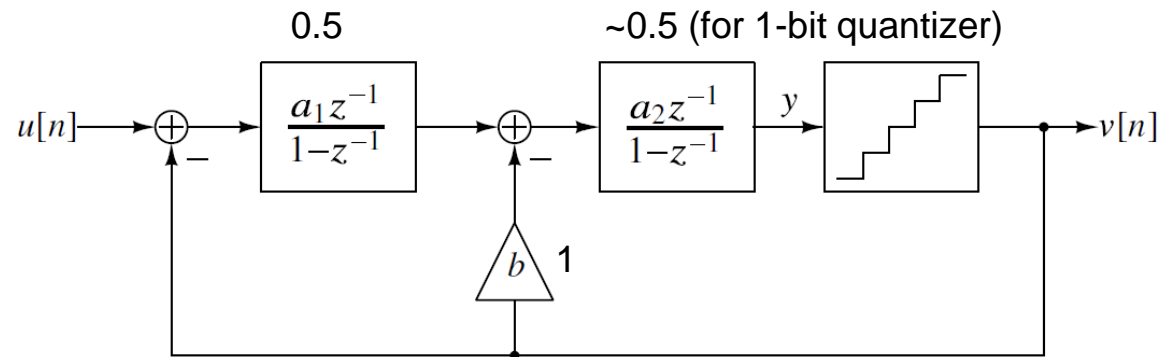 0.5 ~0.5 (for 1-bit quantizer)
u[n] + − a₁z⁻¹ + − a₂z⁻¹ y v[n]
1−z⁻¹ 1−z⁻¹
b 1